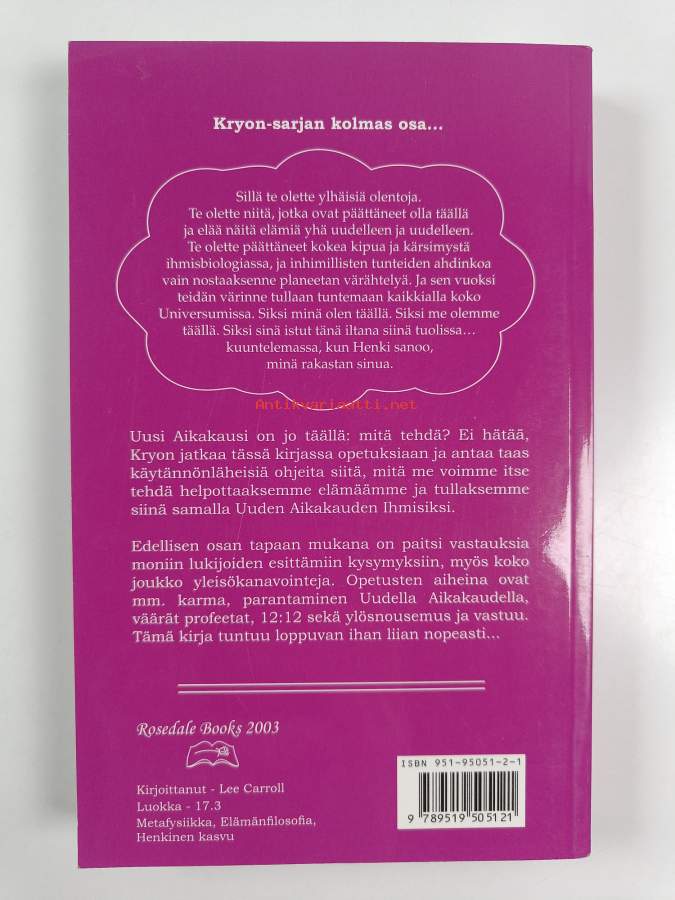 Kryon-sarjan kolmas osa...
Sillä te olette ylhäisiä olentoja.
Te olette niitä, jotka ovat päättäneet olla täällä
ja elää näitä elämiä yhä uudelleen ja uudelleen.
Te olette päättäneet kokea kipua ja kärsimystä
ihmisbiologiassa, ja inhimillisten tunteiden ahdinkoa
vain nostaaksenne planeetan värähtelyä. Ja sen vuoksi
teidän värinne tullaan tuntemaan kaikkialla koko
Universumissa. Siksi minä olen täällä. Siksi me olemme
täällä. Siksi sinä istut tänä iltana siinä tuolissa...
kuuntelemassa, kun Henki sanoo,
minä rakastan sinua.
Antikvariaatti.net
Uusi Aikakausi on jo täällä: mitä tehdä? Ei hätää,
Kryon jatkaa tässä kirjassa opetuksiaan ja antaa taas
käytännönläheisiä ohjeita siitä, mitä me voimme itse
tehdä helpottaaksemme elämäämme ja tullaksemme
siinä samalla Uuden Aikakauden Ihmisiksi.
Edellisen osan tapaan mukana on paitsi vastauksia
moniin lukijoiden esittämiin kysymyksiin, myös koko
joukko yleisökanavointeja. Opetusten aiheina ovat
mm. karma, parantaminen Uudella Aikakaudella,
väärät profeetat, 12:12 sekä ylösnousemus ja vastuu.
Tämä kirja tuntuu loppuvan ihan liian nopeasti...
Rosedale Books 2003
ISBN 951-95051-2-1
Kirjoittanut - Lee Carroll
Luokka - 17.3
Metafysiikka, Elämänfilosofia,
Henkinen kasvu
9 789519 505121